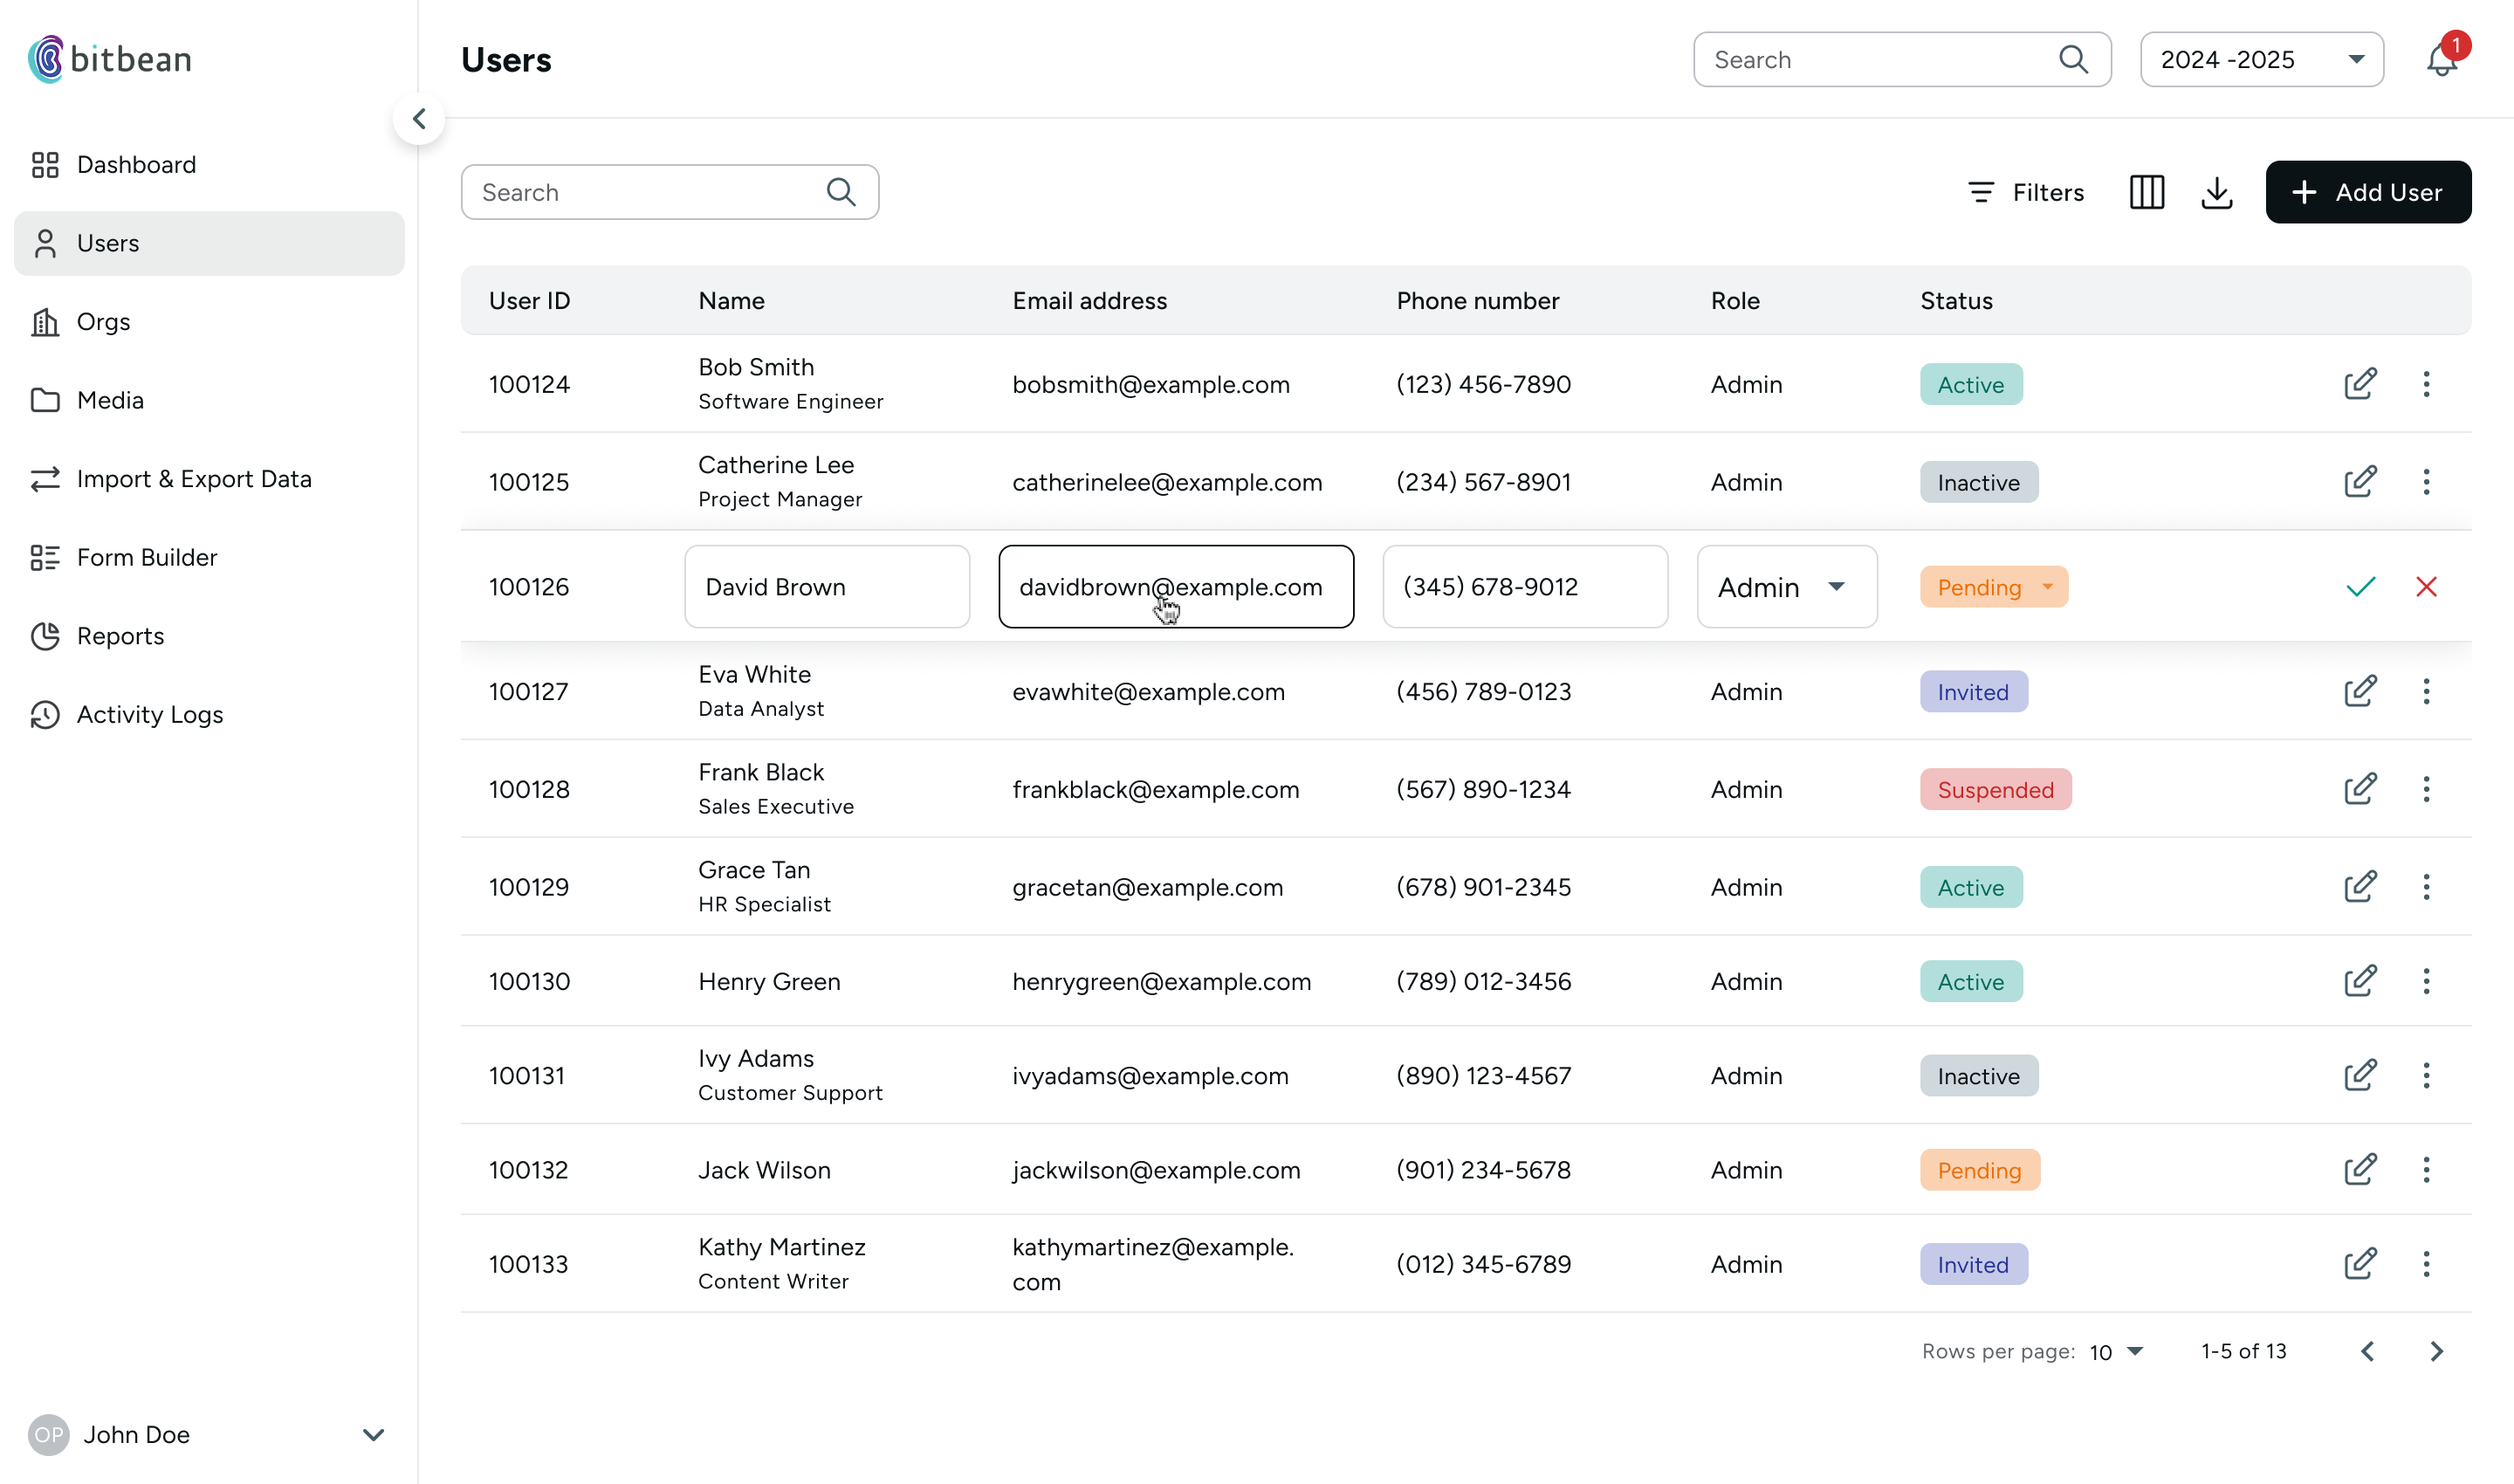 bitbean
Users
Search
2024 -2025
1
Dashboard
Users
Orgs
Media
Import & Export Data
Form Builder
Reports
Activity Logs
OP John Doe
Search
Filters
Add User
User ID Name Email address Phone number Role Status
100124 Bob Smith bobsmith@example.com (123) 456-7890 Admin Active
Software Engineer
100125 Catherine Lee catherinelee@example.com (234) 567-8901 Admin Inactive
Project Manager
100126 David Brown davidbrown@example.com (345) 678-9012 Admin Pending
100127 Eva White evawhite@example.com (456) 789-0123 Admin Invited
Data Analyst
100128 Frank Black frankblack@example.com (567) 890-1234 Admin Suspended
Sales Executive
100129 Grace Tan gracetan@example.com (678) 901-2345 Admin Active
HR Specialist
100130 Henry Green henrygreen@example.com (789) 012-3456 Admin Active
100131 Ivy Adams ivyadams@example.com (890) 123-4567 Admin Inactive
Customer Support
100132 Jack Wilson jackwilson@example.com (901) 234-5678 Admin Pending
100133 Kathy Martinez kathymartinez@example. (012) 345-6789 Admin Invited
Content Writer com
Rows per page: 10 1-5 of 13